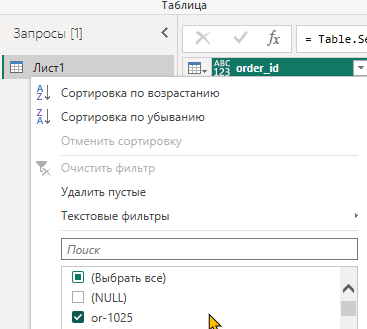 Таблица
Запросы [1]
fx
= Table.Se
Лист1
ABC
123
order_id
Сортировка по возрастанию
Сортировка по убыванию
Отменить сортировку
Очистить фильтр
Удалить пустые
Текстовые фильтры
Поиск
(Выбрать все)
(NULL)
or-1025